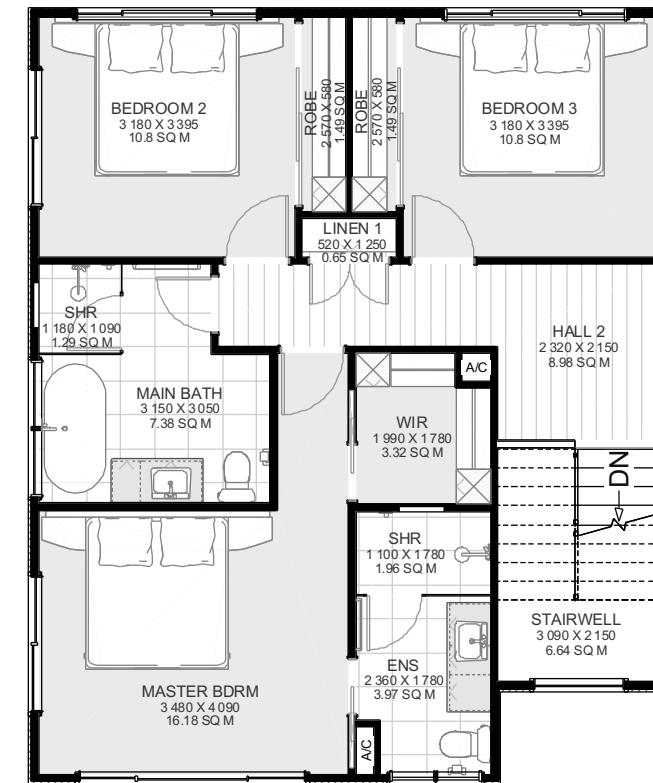 BEDROOM 2
3 180 X 3 395
10.8 SQ M
ROBE
2 570 X 580
1.49 SQ M
ROBE
2 570 X 580
1.49 SQ M
BEDROOM 3
3 180 X 3 395
10.8 SQ M
LINEN 1
520 X 1 250
0.65 SQ M
SHR
1 180 X 1 090
1.29 SQ M
HALL 2
2 320 X 2 150
8.98 SQ M
A/C
MAIN BATH
3 150 X 3 050
7.38 SQ M
WIR
1 990 X 1 780
3.32 SQ M
DN
SHR
1 100 X 1 780
1.96 SQ M
STAIRWELL
3 090 X 2 150
6.64 SQ M
ENS
2 360 X 1 780
3.97 SQ M
MASTER BDRM
3 480 X 4 090
16.18 SQ M
A/C